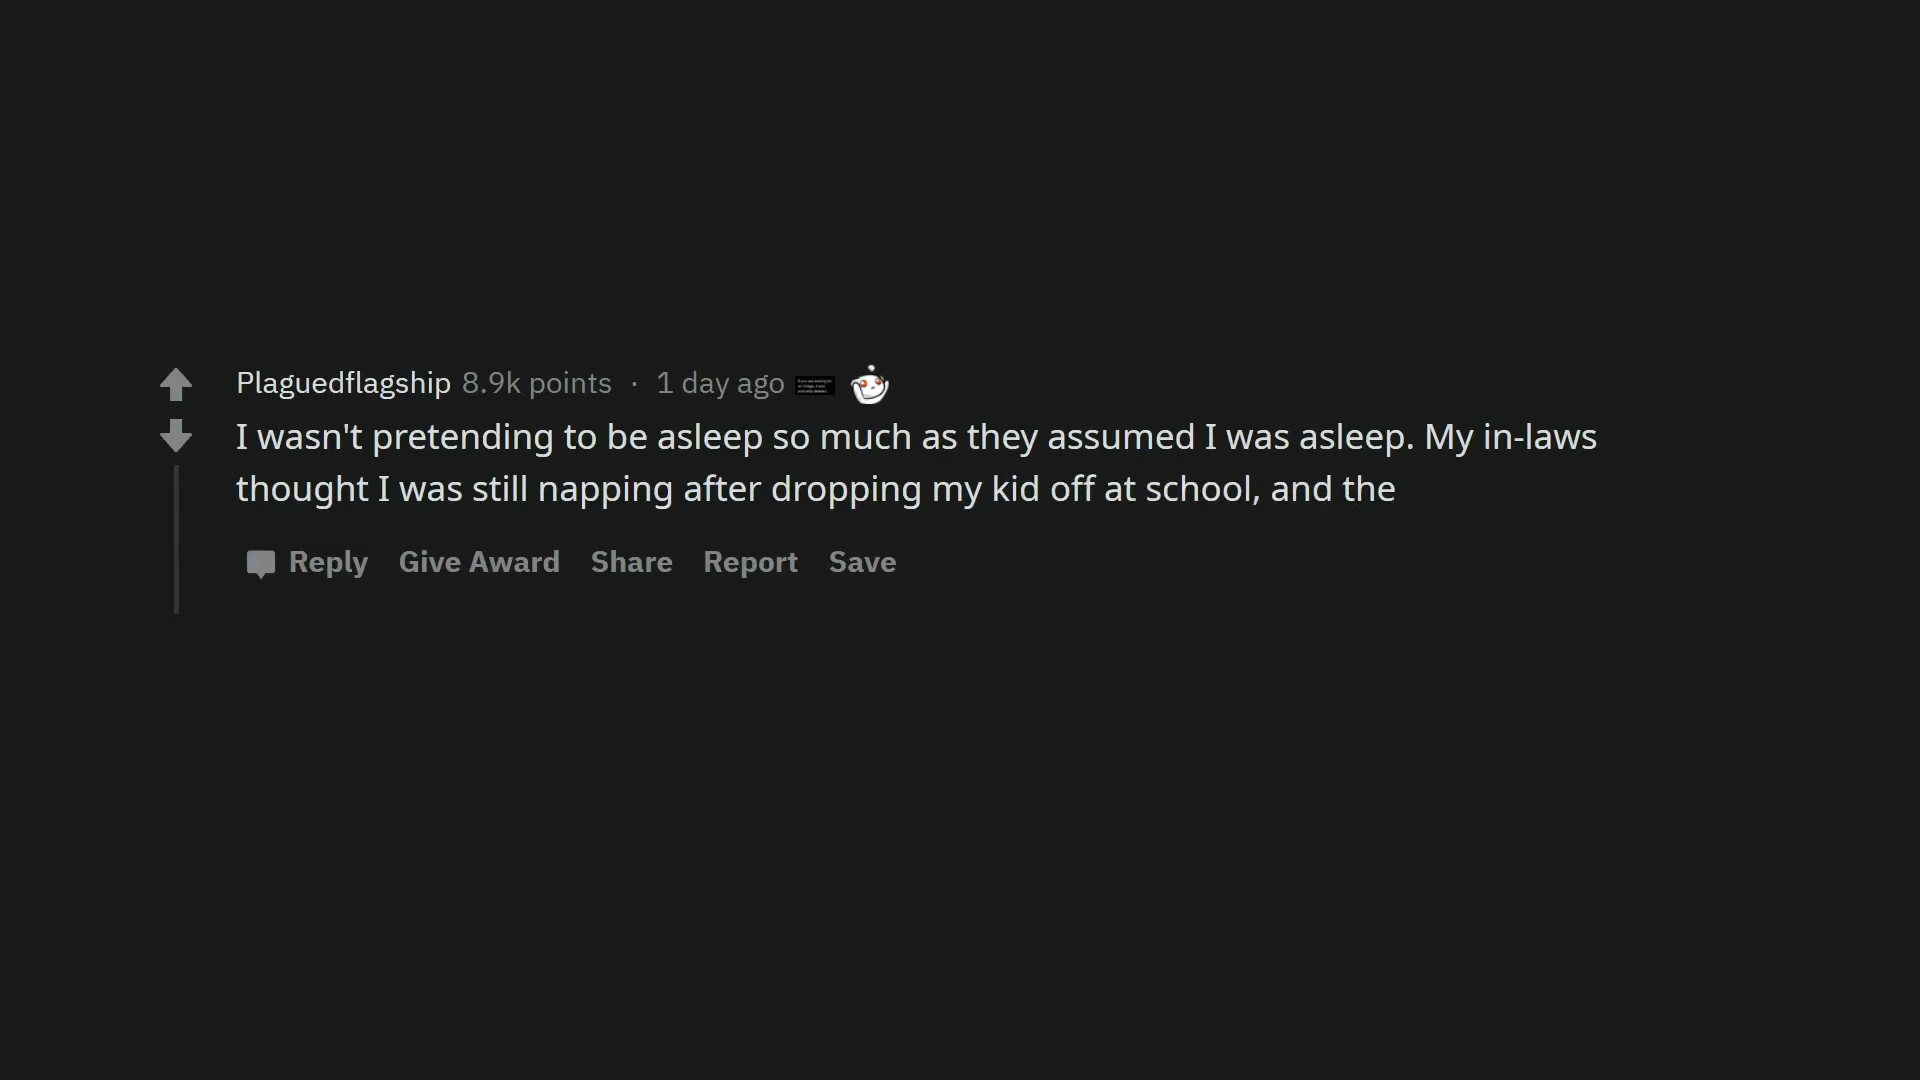 Plaguedflagship 8.9k points · 1 day ago
I wasn't pretending to be asleep so much as they assumed I was asleep. My in-laws
thought I was still napping after dropping my kid off at school, and the
Reply Give Award Share Report Save